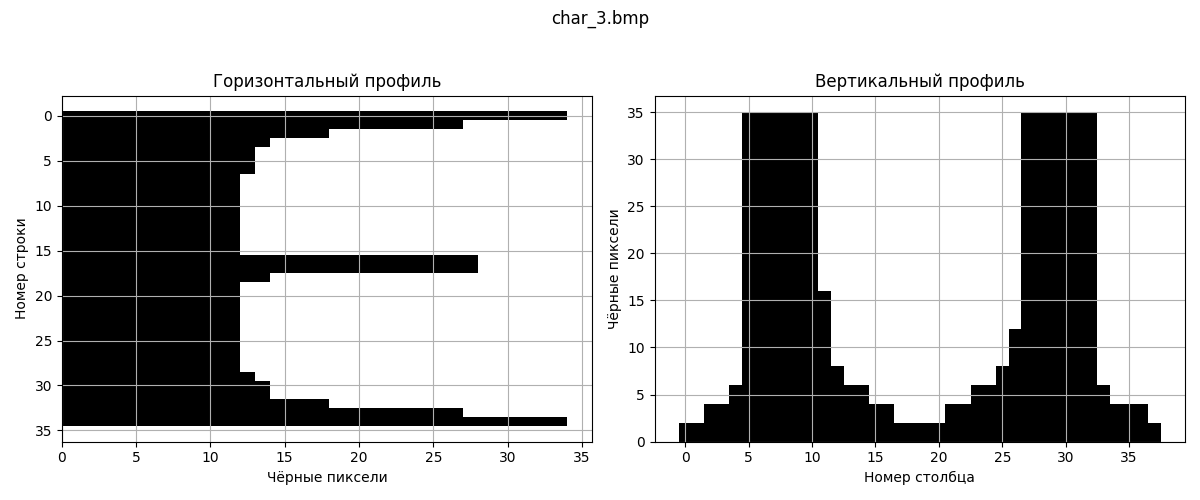 char_3.bmp
Горизонтальный профиль
Номер строки
0
5
10
15
20
25
30
35
0 5 10 15 20 25 30 35
Чёрные пиксели
Вертикальный профиль
Чёрные пиксели
35
30
25
20
15
10
5
0
0 5 10 15 20 25 30 35
Номер столбца